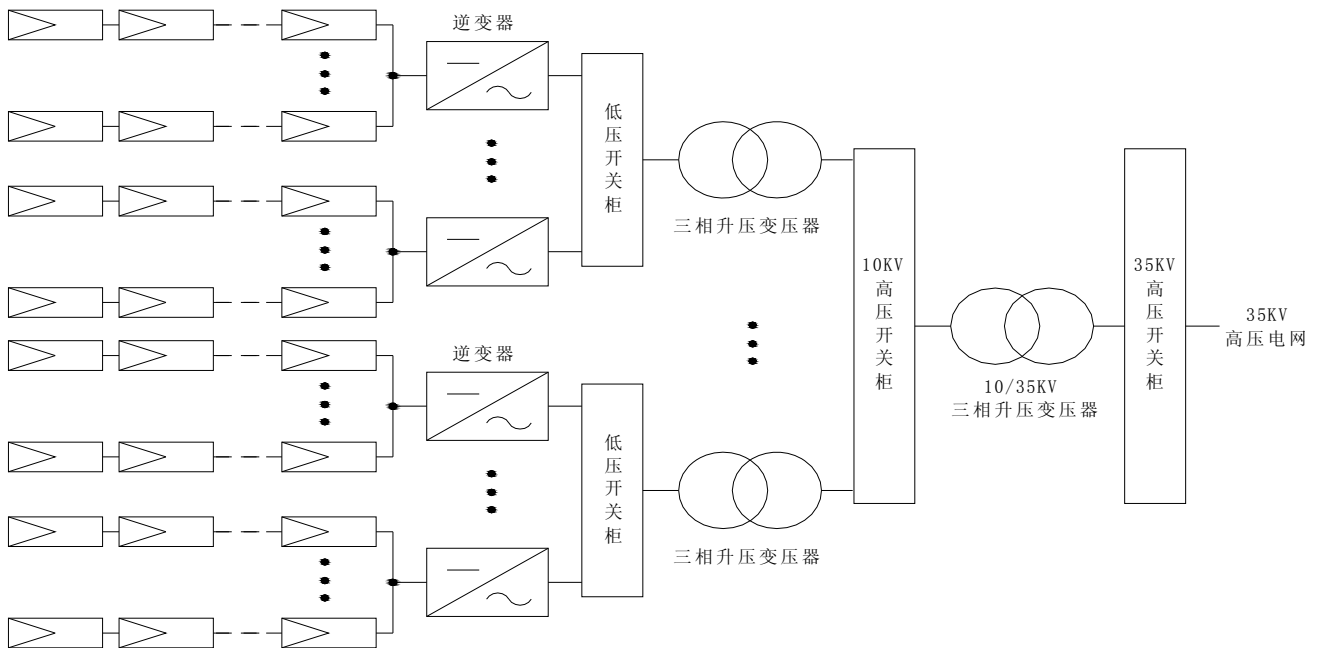 逆变器
低压开关柜
三相升压变压器
逆变器
低压开关柜
三相升压变压器
10KV
高压开关柜
10/35KV
三相升压变压器
35KV
高压开关柜
35KV
高压电网